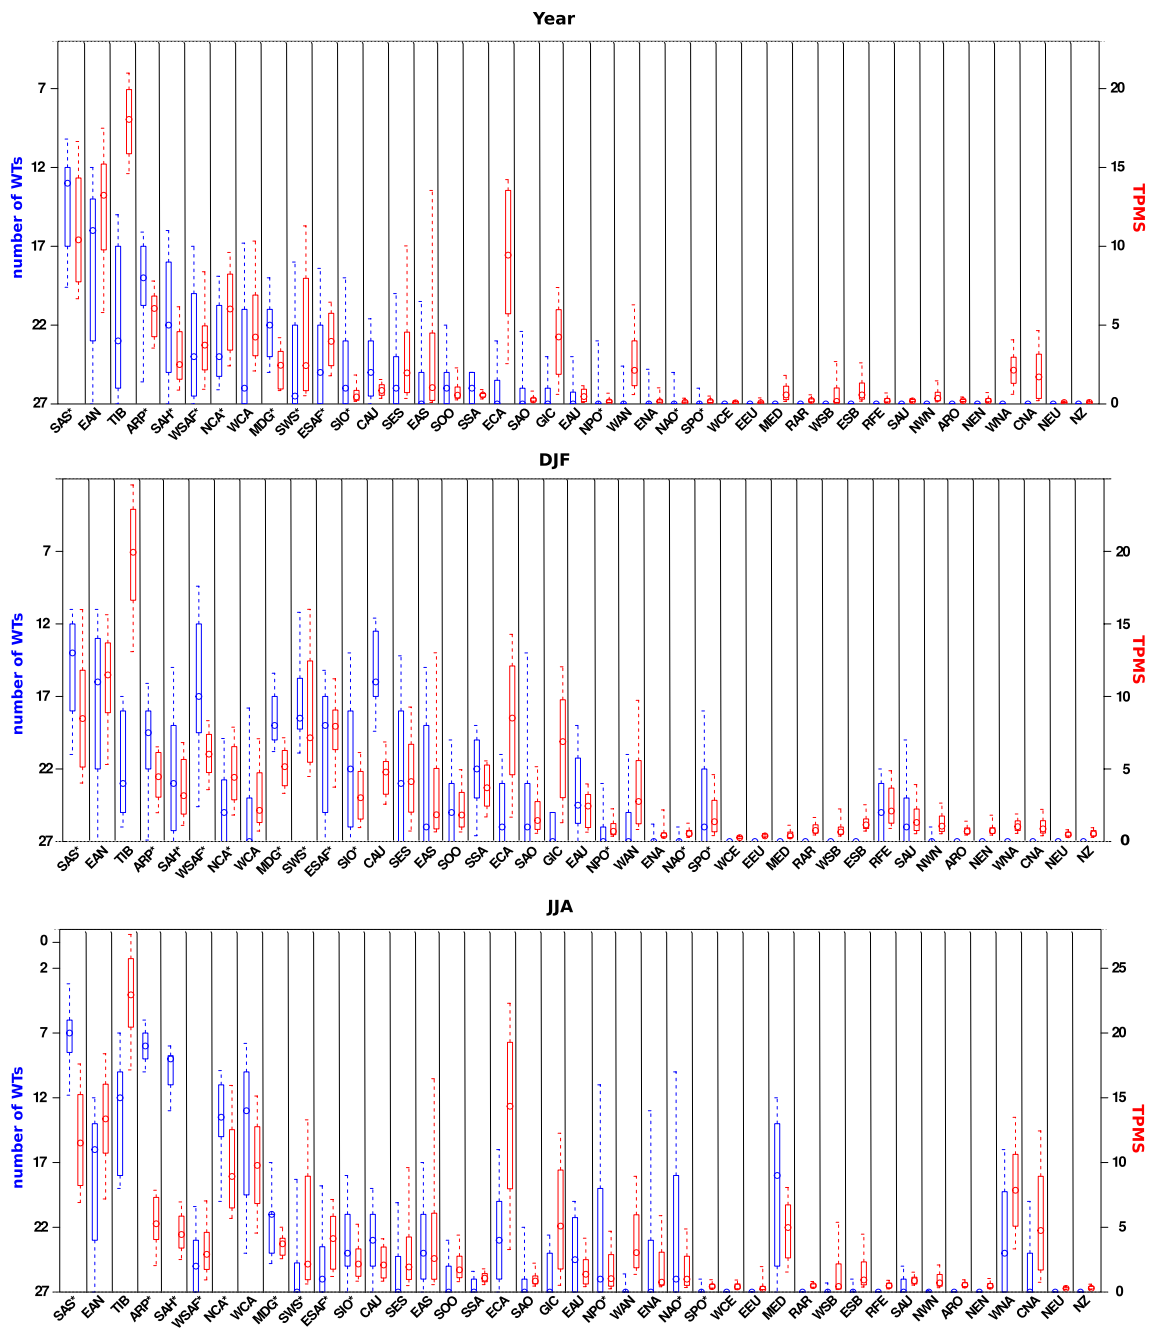 Year
7 12 17 22 27
number of WTs
20 15 10 5 0
TPMS
SAS* EAN TIB ARP* SAH* WSAF* NCA* WCA MDG* SWS* ESAF* SIO* CAU SES EAS SOO SSA ECA SAO GIC EAU NPO* WAN ENA NAO* SPO* WCE EEU MED RAR WSB ESB RFE SAU NWN ARO NEN WNA CNA NEU NZ
DJF
7 12 17 22 27
number of WTs
20 15 10 5 0
TPMS
SAS* EAN TIB ARP* SAH* WSAF* NCA* WCA MDG* SWS* ESAF* SIO* CAU SES EAS SOO SSA ECA SAO GIC EAU NPO* WAN ENA NAO* SPO* WCE EEU MED RAR WSB ESB RFE SAU NWN ARO NEN WNA CNA NEU NZ
JJA
0 2 7 12 17 22 27
number of WTs
25 20 15 10 5 0
TPMS
SAS* EAN TIB ARP* SAH* WSAF* NCA* WCA MDG* SWS* ESAF* SIO* CAU SES EAS SOO SSA ECA SAO GIC EAU NPO* WAN ENA NAO* SPO* WCE EEU MED RAR WSB ESB RFE SAU NWN ARO NEN WNA CNA NEU NZ